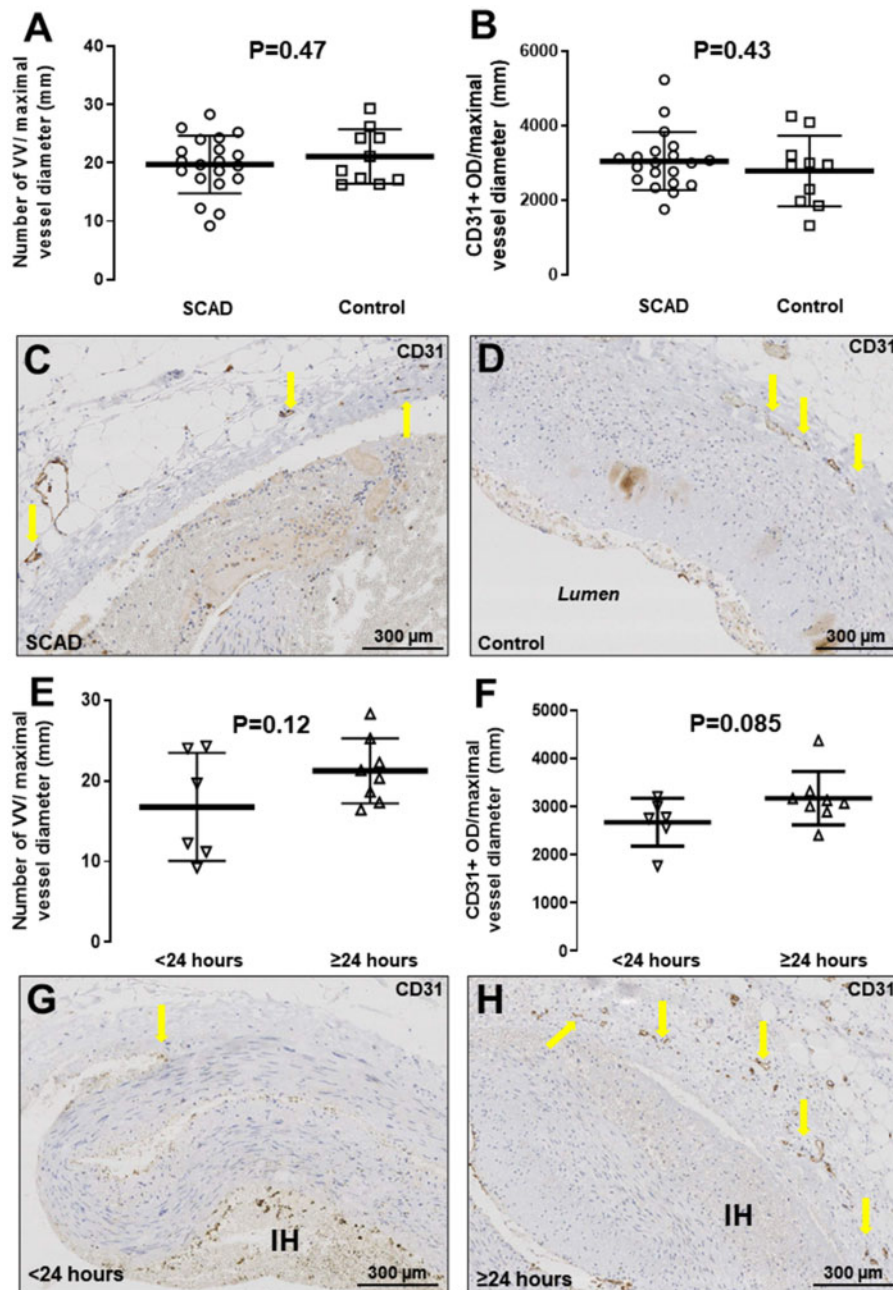 A
P=0.47
Number of VV/ maximal
vessel diameter (mm)
40
30
20
10
0
SCAD
Control
B
P=0.43
CD31+ OD/maximal
vessel diameter (mm)
6000
4000
2000
0
SCAD
Control
C
CD31
SCAD
300 µm
D
CD31
Lumen
Control
300 µm
E
P=0.12
Number of VV/ maximal
vessel diameter (mm)
30
20
10
0
<24 hours
≥24 hours
F
P=0.085
CD31+ OD/maximal
vessel diameter (mm)
5000
4000
3000
2000
1000
0
<24 hours
≥24 hours
G
CD31
IH
<24 hours
300 µm
H
CD31
IH
≥24 hours
300 µm